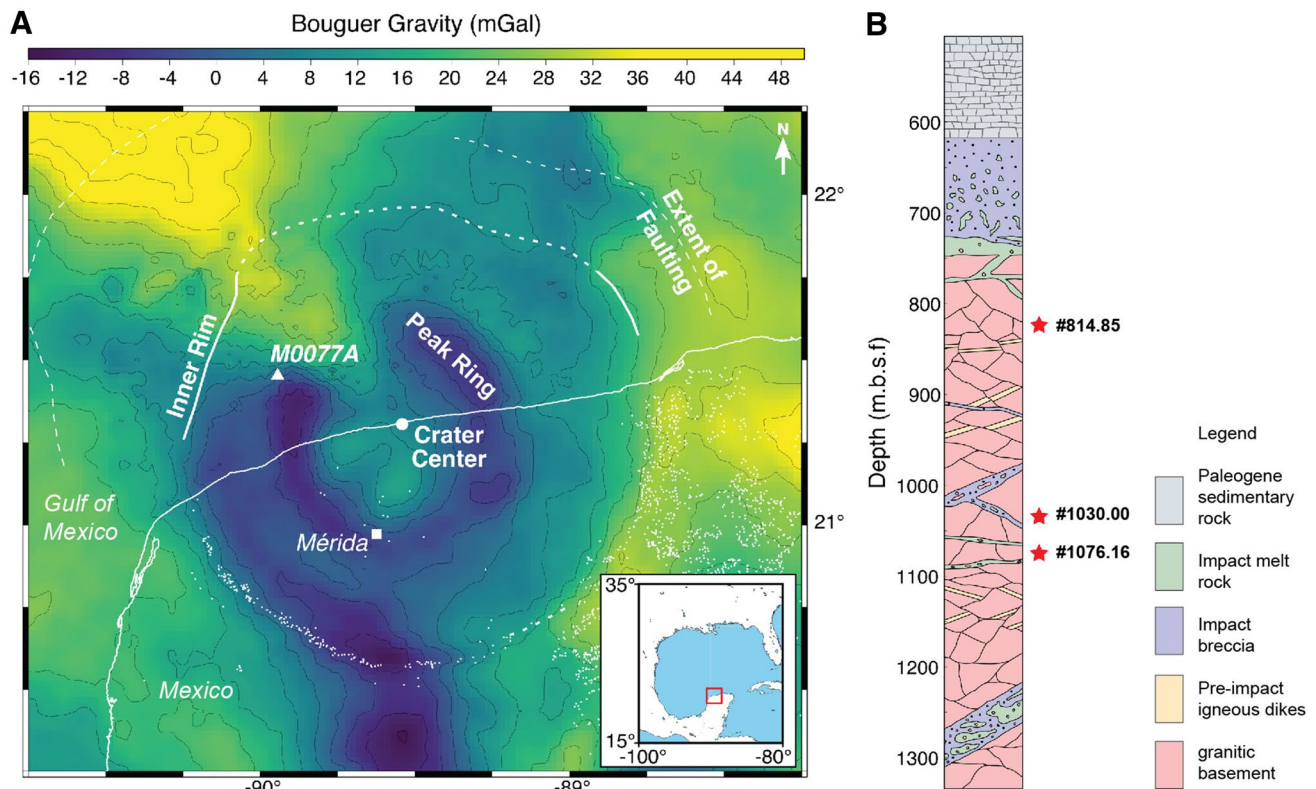 A
Bouguer Gravity (mGal)
-16 -12 -8 -4 0 4 8 12 16 20 24 28 32 36 40 44 48
N
22°
Extent of
Faulting
Inner Rim
M0077A
Peak Ring
Crater
Center
Gulf of
Mexico
21°
Mérida
Mexico
35°
15°
-100°
-80°
-90°
-89°
B
Depth (m.b.s.f)
600
700
800
900
1000
1100
1200
1300
#814.85
#1030.00
#1076.16
Legend
Paleogene
sedimentary
rock
Impact melt
rock
Impact
breccia
Pre-impact
igneous dikes
granitic
basement